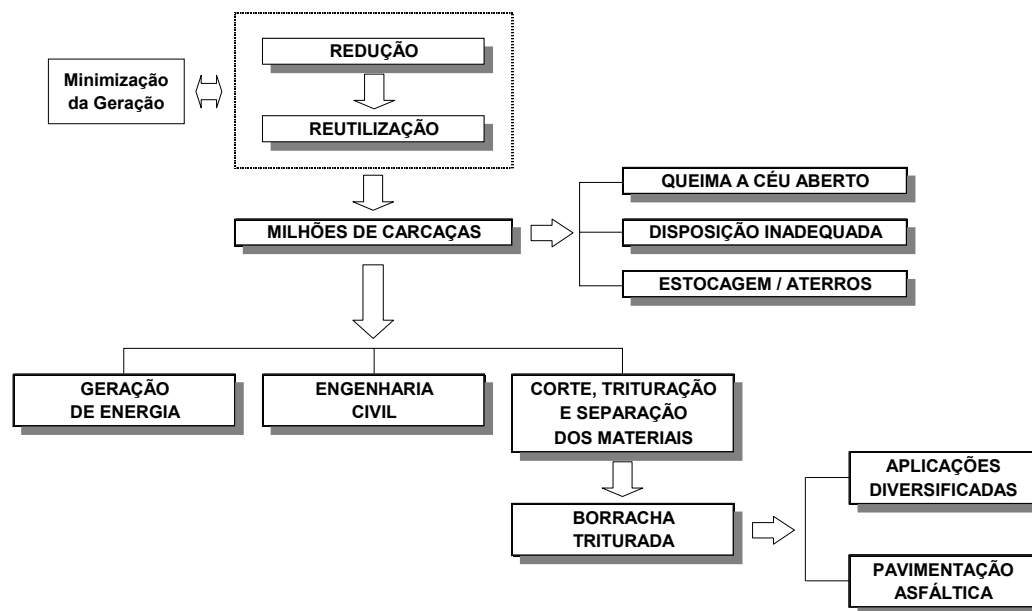 REDUÇÃO
Minimização
da Geração
REUTILIZAÇÃO
QUEIMA A CÉU ABERTO
MILHÕES DE CARCAÇAS
DISPOSIÇÃO INADEQUADA
ESTOCAGEM / ATERROS
GERAÇÃO
DE ENERGIA
ENGENHARIA
CIVIL
CORTE, TRITURAÇÃO
E SEPARAÇÃO
DOS MATERIAIS
BORRACHA
TRITURADA
APLICAÇÕES
DIVERSIFICADAS
PAVIMENTAÇÃO
ASFÁLTICA